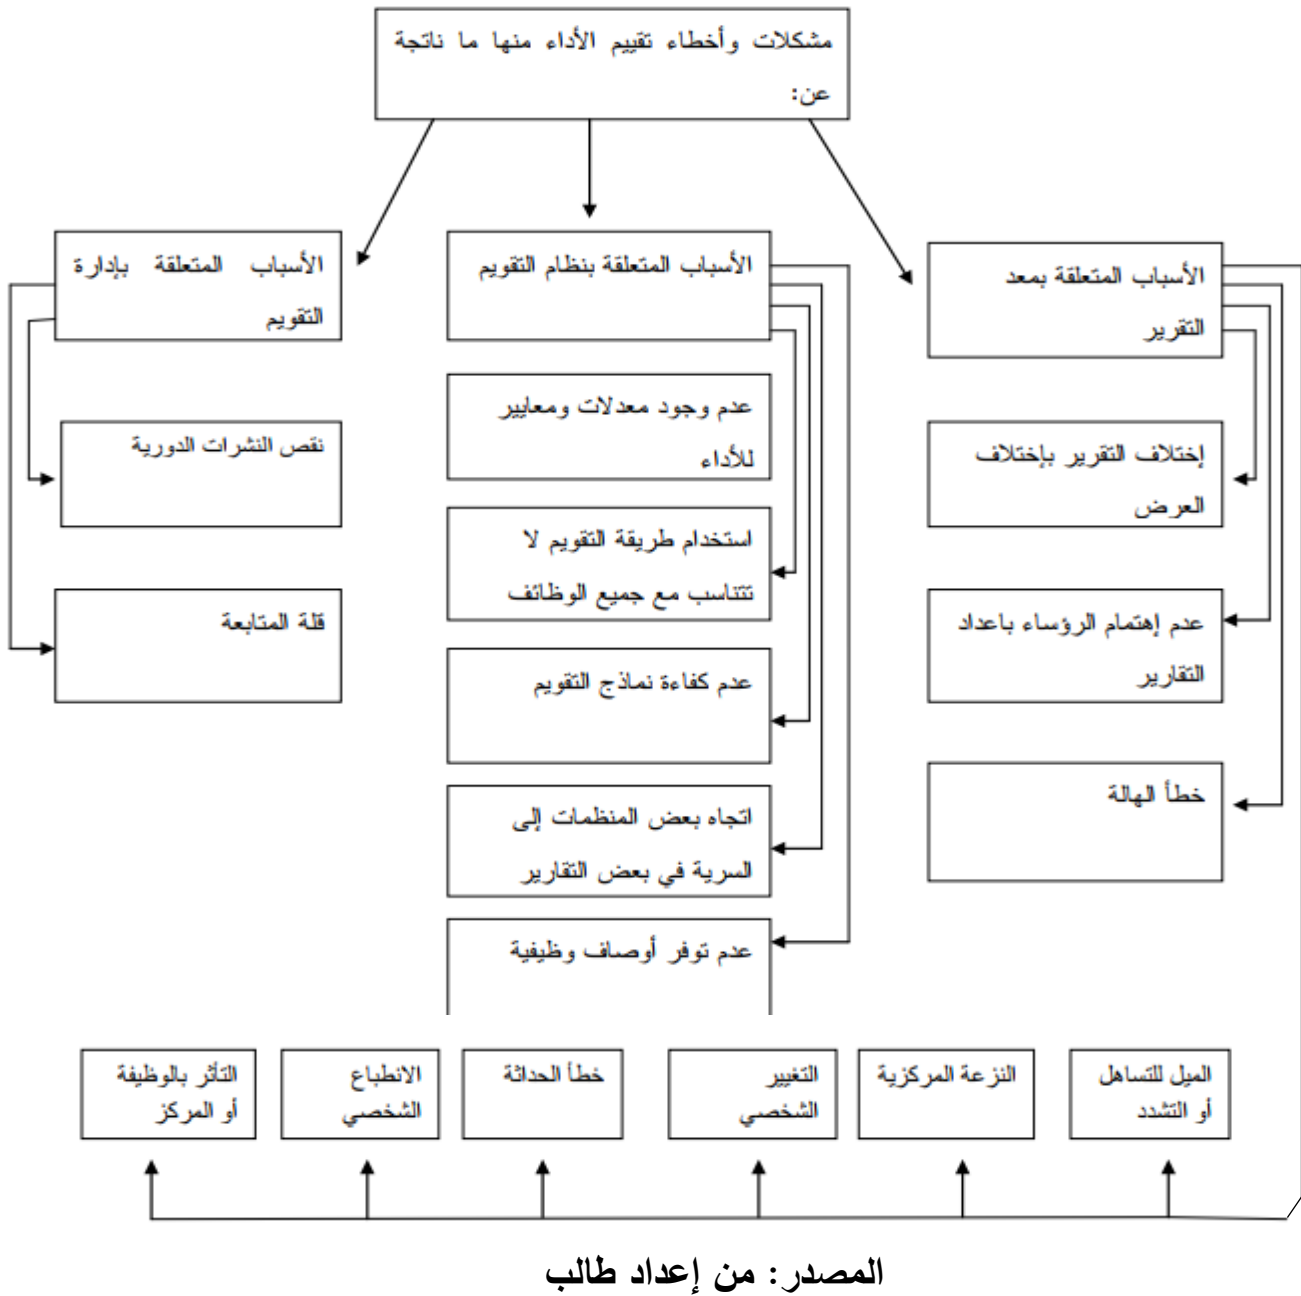 مشكلات وأخطاء تقييم الأداء منها ما ناتجة
عن:
الأسباب المتعلقة بمعد
التقرير
إختلاف التقرير بإختلاف
العرض
عدم إهتمام الرؤساء باعداد
التقارير
خطأ الهالة
الأسباب المتعلقة بنظام التقويم
عدم وجود معدلات ومعايير
للأداء
استخدام طريقة التقويم لا
تتناسب مع جميع الوظائف
عدم كفاءة نماذج التقويم
اتجاه بعض المنظمات إلى
السرية في بعض التقارير
عدم توفر أوصاف وظيفية
الأسباب المتعلقة بإدارة
التقويم
نقص النشرات الدورية
قلة المتابعة
الميل للتساهل
أو التشدد
النزعة المركزية
التغيير
الشخصي
خطأ الحداثة
الانطباع
الشخصي
التأثر بالوظيفة
أو المركز
المصدر: من إعداد طالب